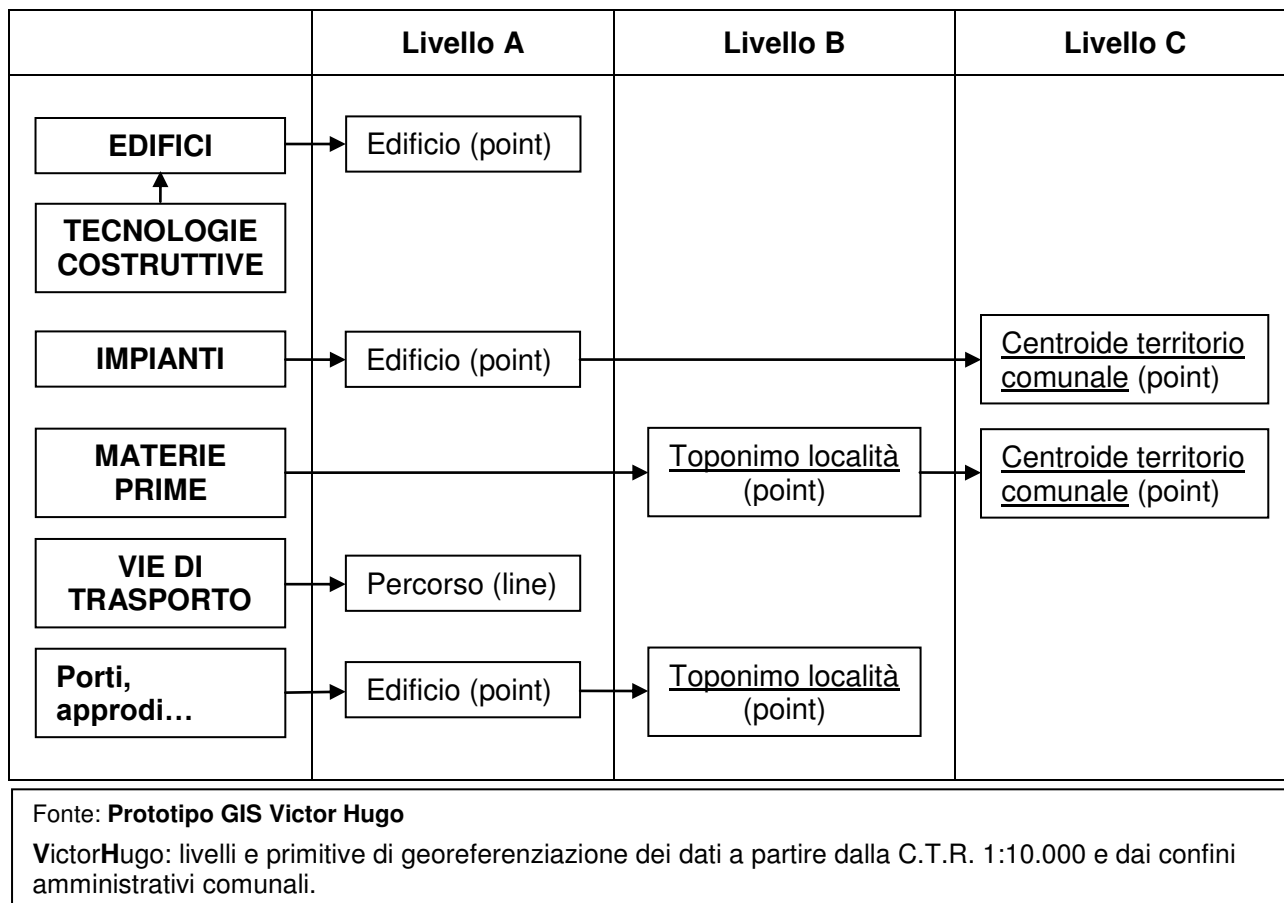 Livello A Livello B Livello C
EDIFICI Edificio (point)
TECNOLOGIE
COSTRUTTIVE
IMPIANTI Edificio (point) Centroide territorio
comunale (point)
MATERIE
PRIME
Toponimo località
(point)
Centroide territorio
comunale (point)
VIE DI
TRASPORTO
Percorso (line)
Porti,
approdi…
Edificio (point)
Toponimo località
(point)
Fonte: Prototipo GIS Victor Hugo
VictorHugo: livelli e primitive di georeferenziazione dei dati a partire dalla C.T.R. 1:10.000 e dai confini
amministrativi comunali.